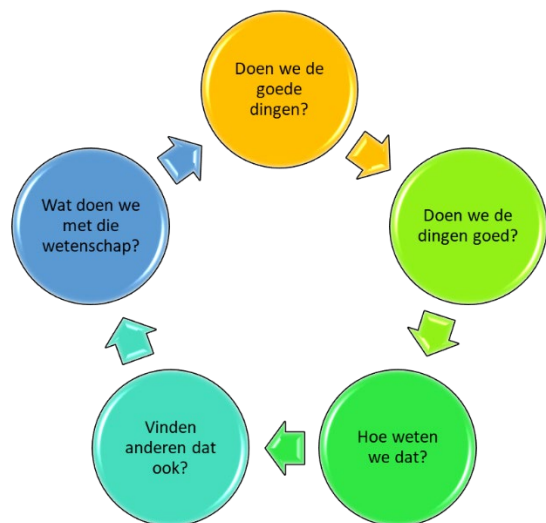 Doen we de
goede
dingen?
Doen we de
dingen goed?
Hoe weten
we dat?
Vinden
anderen dat
ook?
Wat doen we
met die
wetenschap?